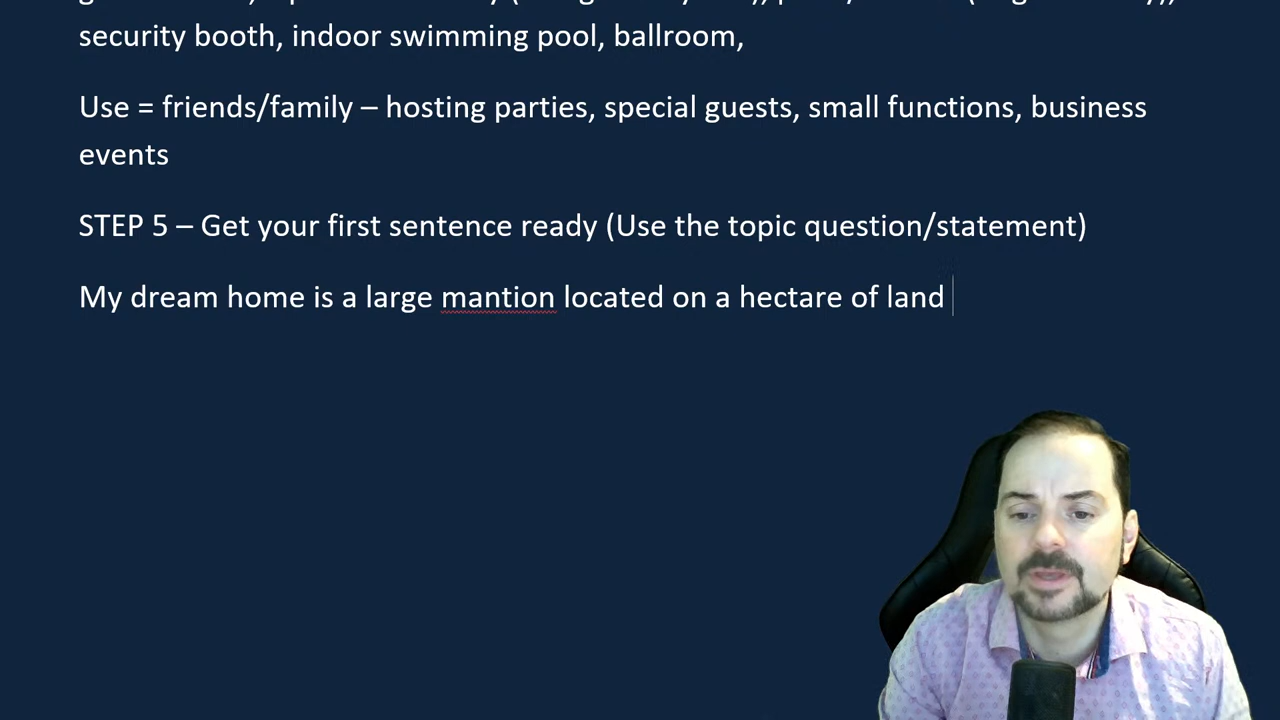 security booth, indoor swimming pool, ballroom,
Use = friends/family – hosting parties, special guests, small functions, business
events
STEP 5 – Get your first sentence ready (Use the topic question/statement)
My dream home is a large mantion located on a hectare of land